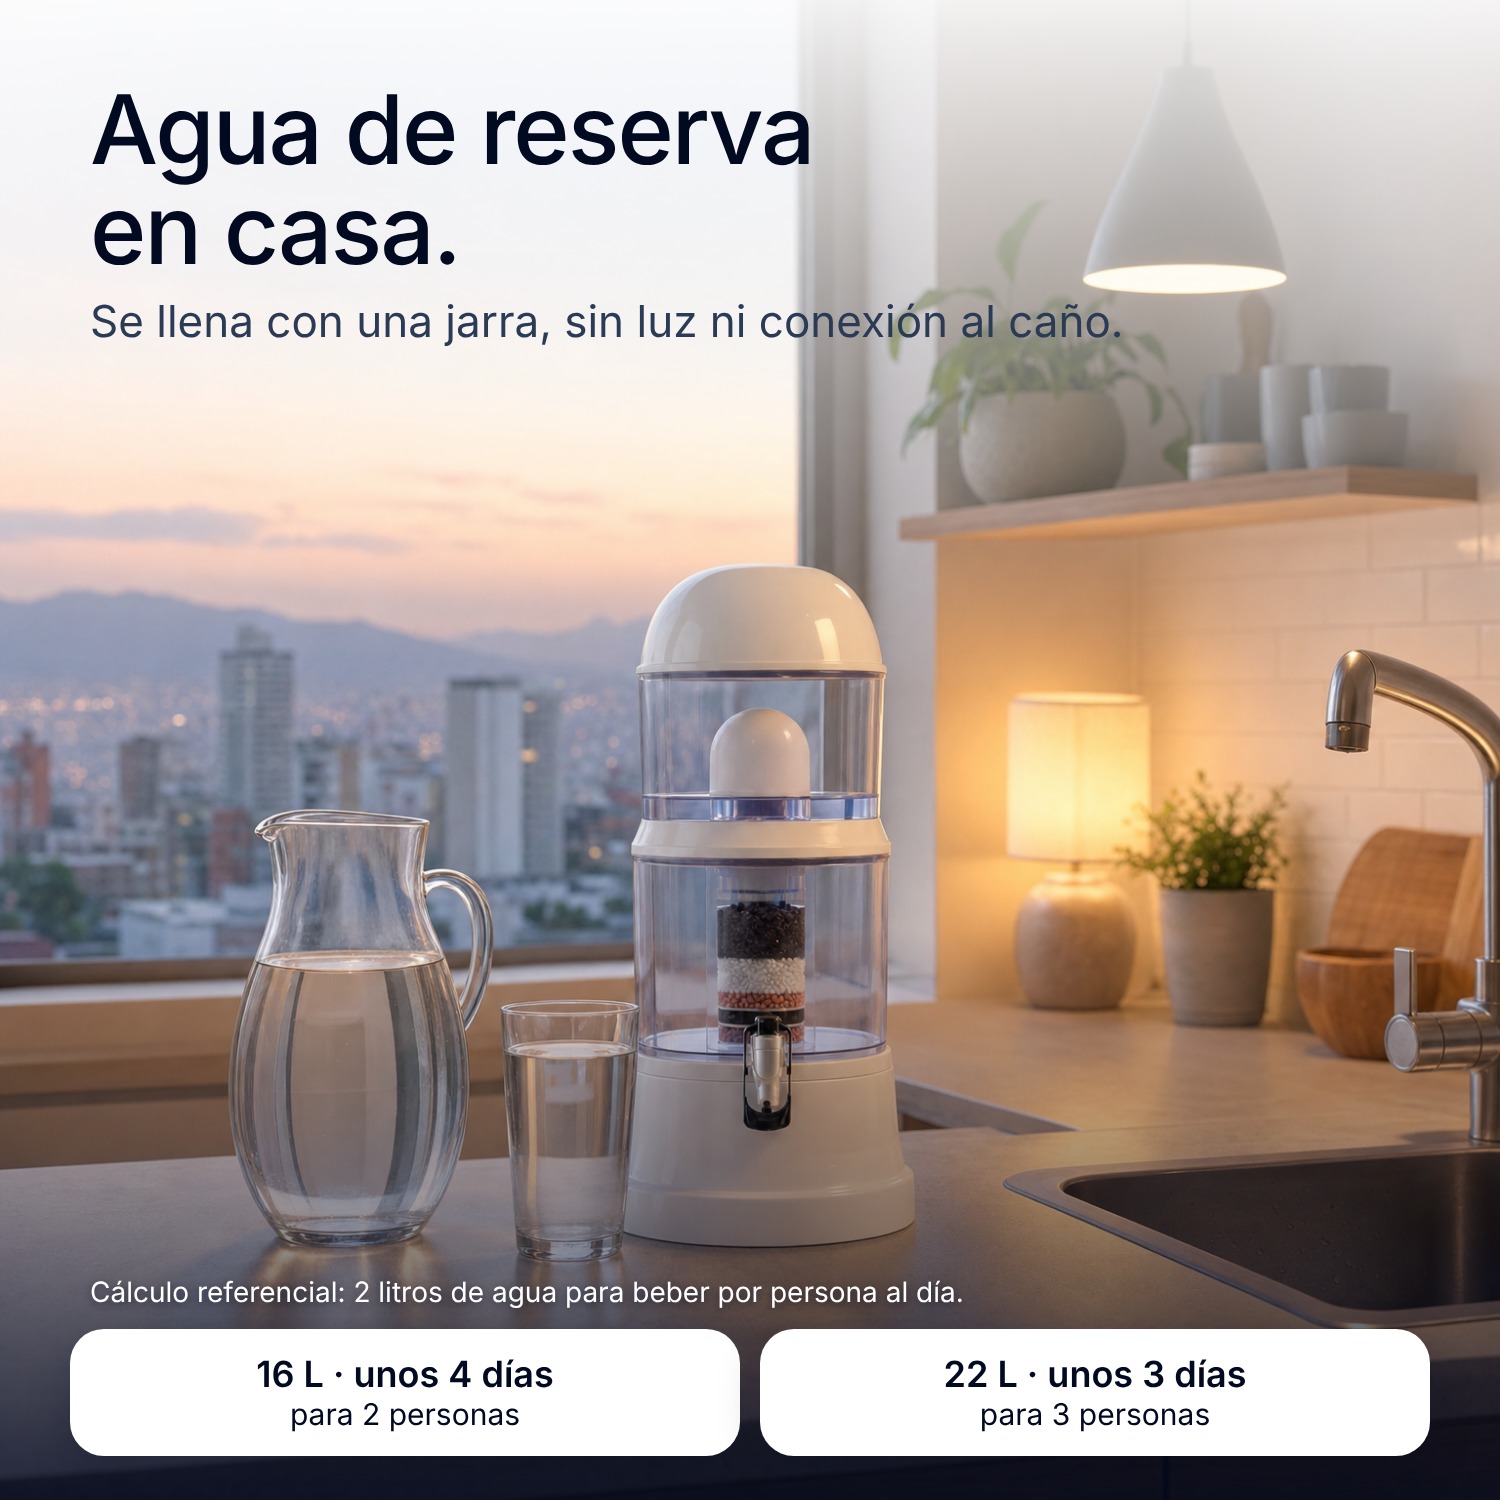 Agua de reserva
en casa.
Se llena con una jarra, sin luz ni conexión al caño.
Cálculo referencial: 2 litros de agua para beber por persona al día.
16 L · unos 4 días
para 2 personas
22 L · unos 3 días
para 3 personas